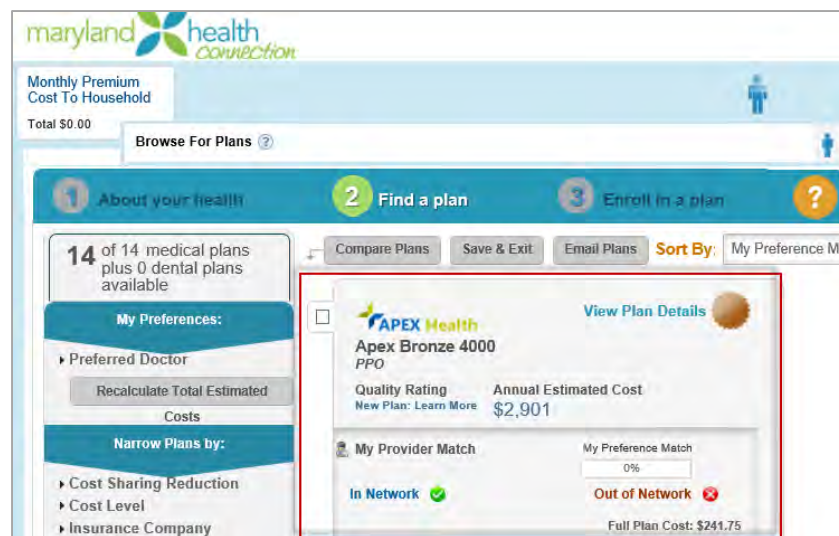 maryland health
connection
Monthly Premium
Cost To Household
Total $0.00
Browse For Plans ?
1 About your health
2 Find a plan
3 Enroll in a plan
?
14 of 14 medical plans
plus 0 dental plans
available
Compare Plans Save & Exit Email Plans Sort By: My Preference M
My Preferences:
Preferred Doctor
Recalculate Total Estimated
Costs
Narrow Plans by:
Cost Sharing Reduction
Cost Level
Insurance Company
APEX Health
View Plan Details
Apex Bronze 4000
PPO
Quality Rating Annual Estimated Cost
New Plan: Learn More $2,901
My Provider Match My Preference Match
0%
In Network Out of Network
Full Plan Cost: $241.75